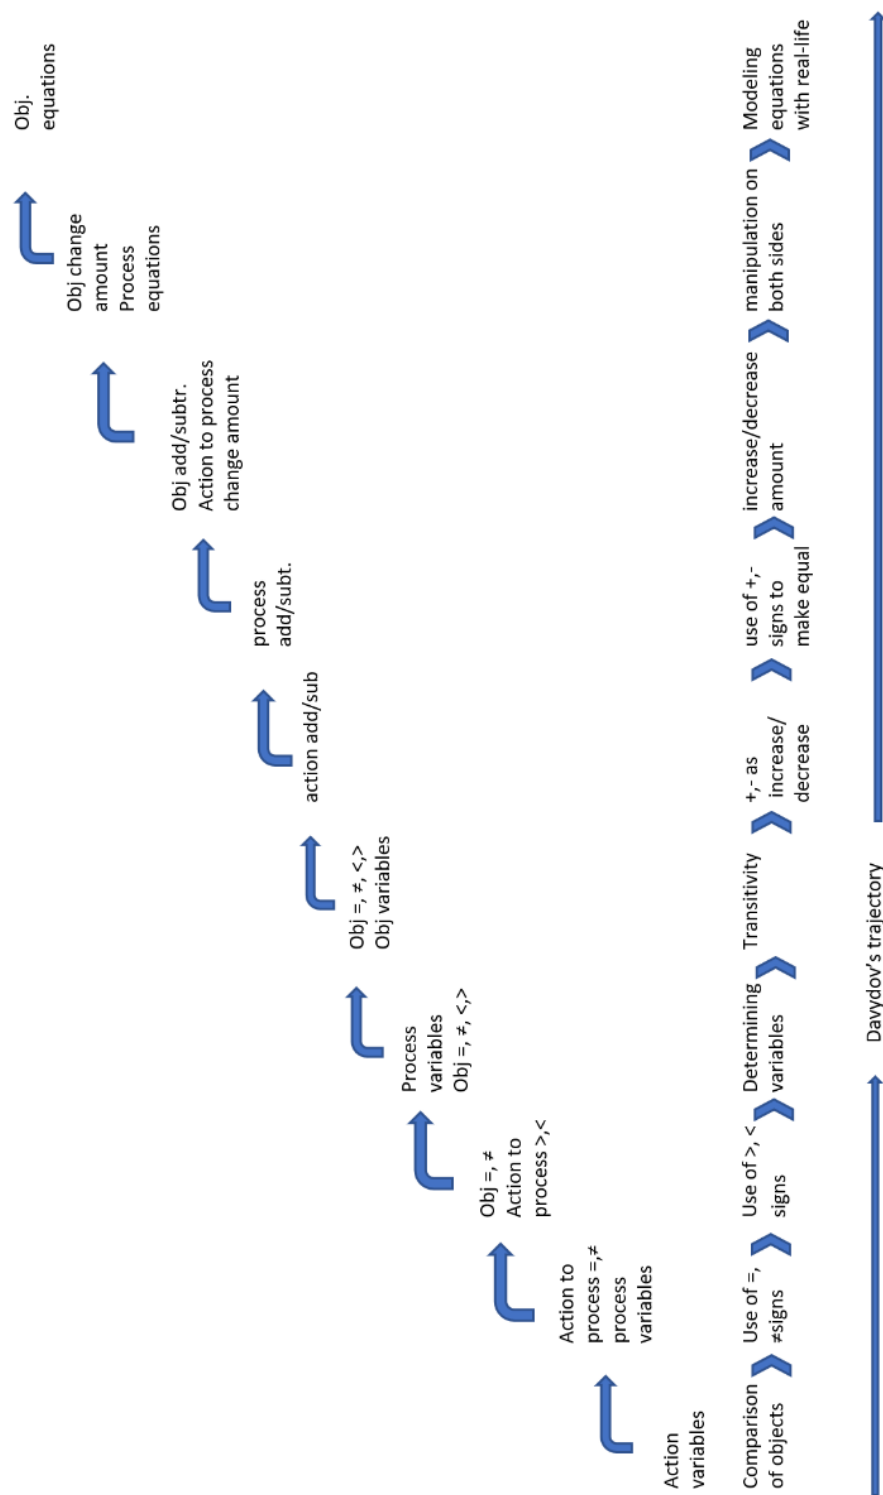 Action
variables
Action to
process =,≠
process
variables
Obj =, ≠
Action to
process >,<
Process
variables
Obj =, ≠, <,>
Obj =, ≠, <,>
Obj variables
action add/sub
process
add/subt.
Obj add/subtr.
Action to process
change amount
Obj change
amount
Process
equations
Obj.
equations
Comparison
of objects
Use of =,
≠signs
Use of >, <
signs
Determining
variables
Transitivity
+,- as
increase/
decrease
use of +,-
signs to
make equal
increase/decrease
amount
manipulation on
both sides
Modeling
equations
with real-life
Davydov's trajectory